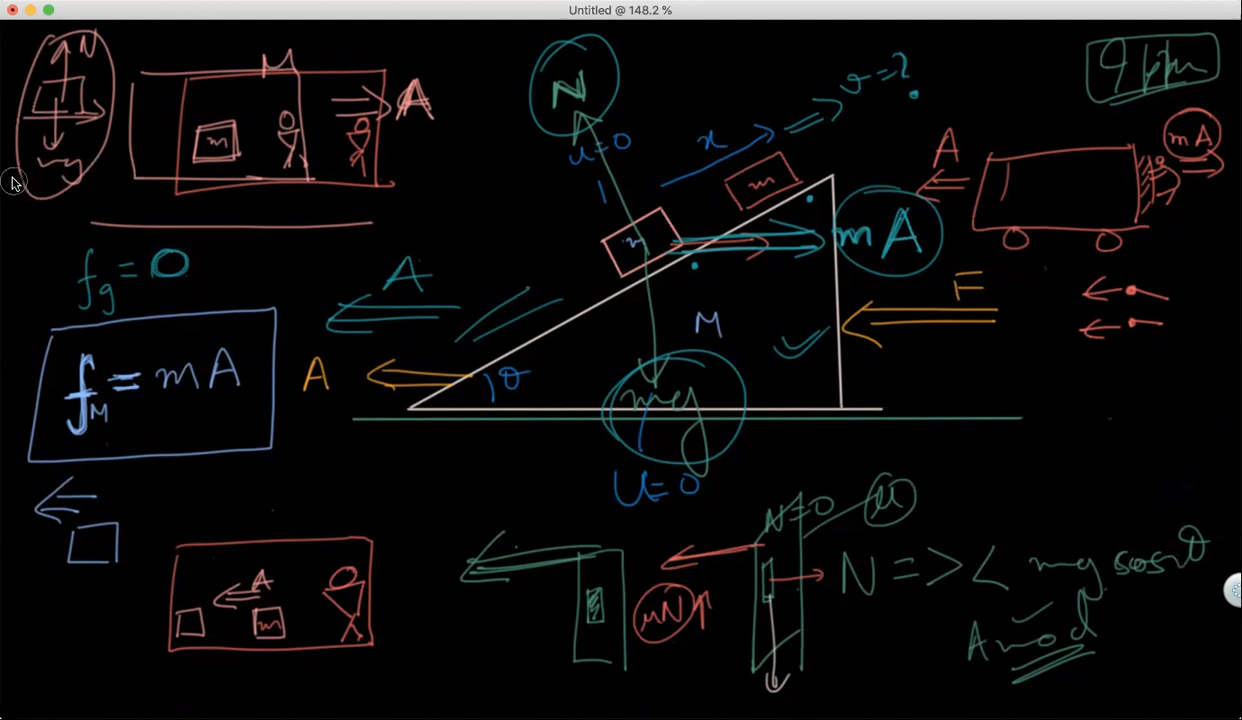 Untitled @ 148.2 %
N
mg
M
m
A
N
u=0
x
v=?
9 pm
mA
A
m
m
mA
fg = 0
A
F
M
fM = mA
A
θ
mg
U=0
N=0
μ
A
m
μN
N => < mg cosθ
A mod